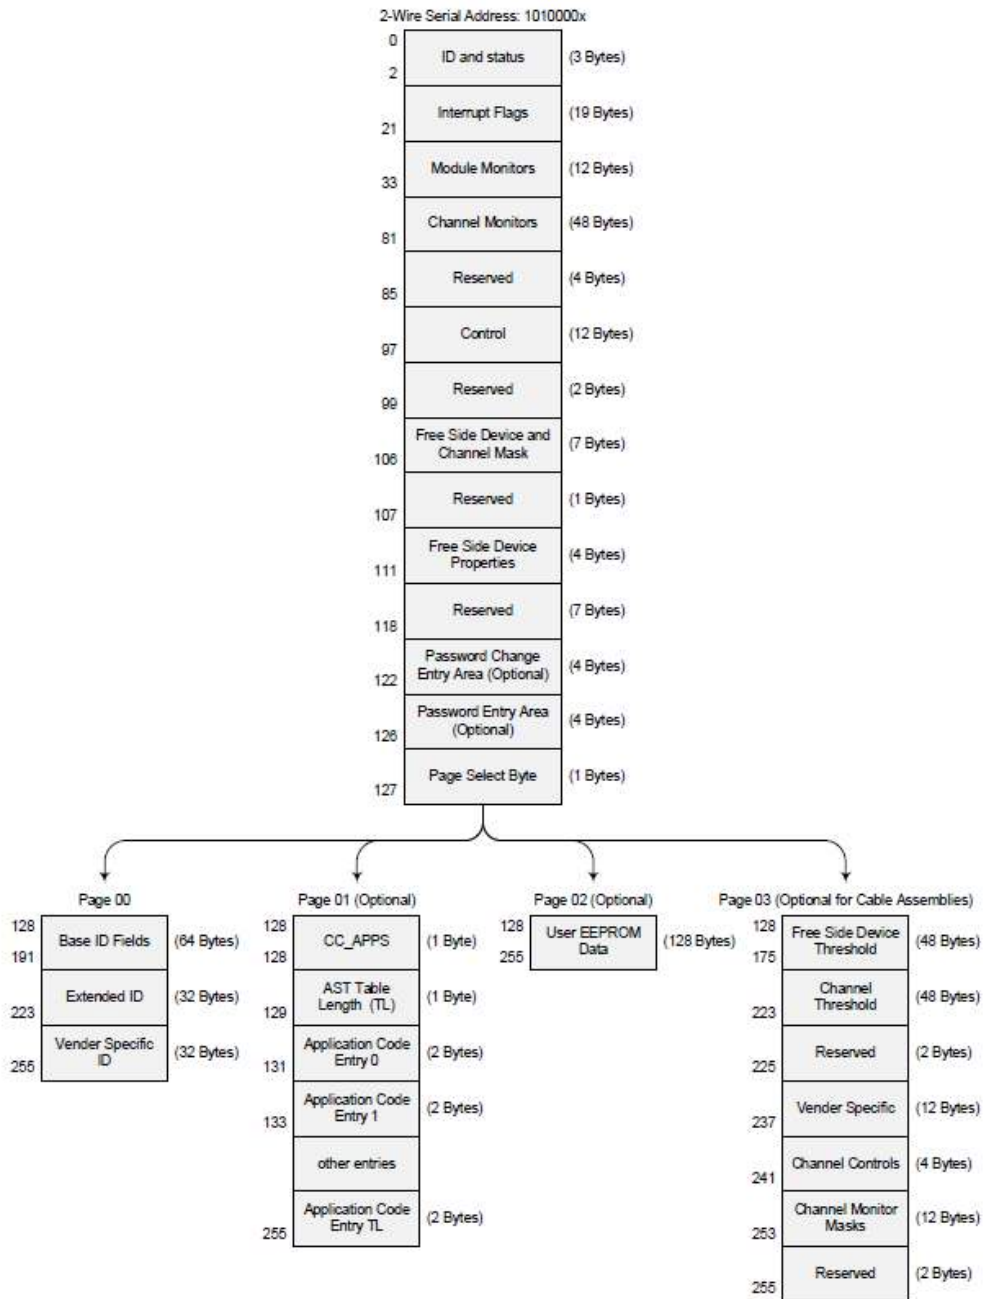 2-Wire Serial Address: 1010000x
0
ID and status
(3 Bytes)
2
Interrupt Flags
(19 Bytes)
21
Module Monitors
(12 Bytes)
33
Channel Monitors
(48 Bytes)
81
Reserved
(4 Bytes)
85
Control
(12 Bytes)
97
Reserved
(2 Bytes)
99
Free Side Device and
Channel Mask
(7 Bytes)
106
Reserved
(1 Bytes)
107
Free Side Device
Properties
(4 Bytes)
111
Reserved
(7 Bytes)
118
Password Change
Entry Area (Optional)
(4 Bytes)
122
Password Entry Area
(Optional)
(4 Bytes)
126
Page Select Byte
(1 Bytes)
127
Page 00
128
Base ID Fields
(64 Bytes)
191
Extended ID
(32 Bytes)
223
Vender Specific
ID
(32 Bytes)
255
Page 01 (Optional)
128
CC_APPS
(1 Byte)
128
AST Table
Length (TL)
(1 Byte)
129
Application Code
Entry 0
(2 Bytes)
131
Application Code
Entry 1
(2 Bytes)
133
other entries
Application Code
Entry TL
(2 Bytes)
255
Page 02 (Optional)
128
User EEPROM
Data
(128 Bytes)
255
Page 03 (Optional for Cable Assemblies)
128
Free Side Device
Threshold
(48 Bytes)
175
Channel
Threshold
(48 Bytes)
223
Reserved
(2 Bytes)
225
Vender Specific
(12 Bytes)
237
Channel Controls
(4 Bytes)
241
Channel Monitor
Masks
(12 Bytes)
253
Reserved
(2 Bytes)
255